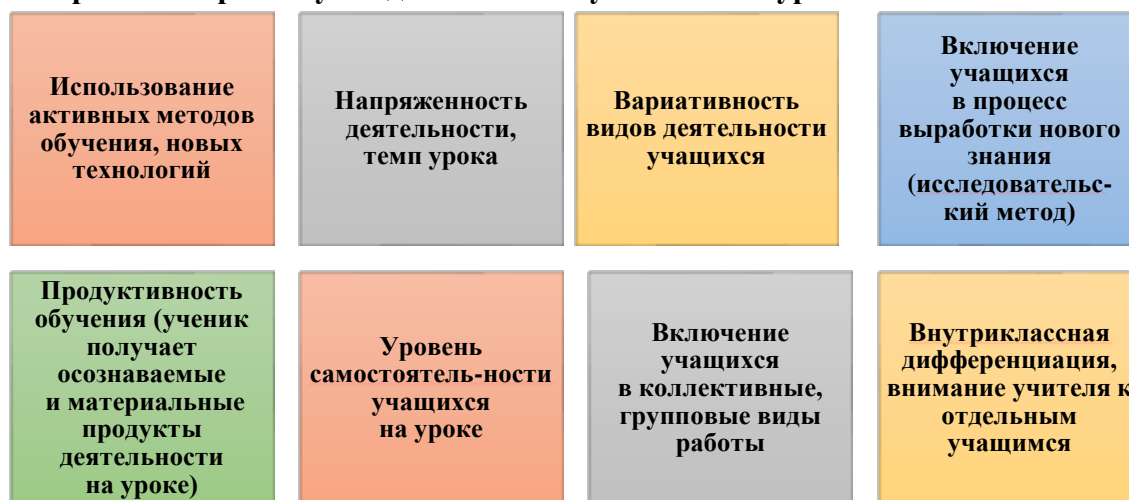 Использование
активных методов
обучения, новых
технологий
Напряженность
деятельности,
темп урока
Вариативность
видов деятельности
учащихся
Включение
учащихся
в процесс
выработки нового
знания
(исследовательс-
кий метод)
Продуктивность
обучения (ученик
получает
осознаваемые
и материальные
продукты
деятельности
на уроке)
Уровень
самостоятель-ности
учащихся
на уроке
Включение
учащихся
в коллективные,
групповые виды
работы
Внутриклассная
дифференциация,
внимание учителя к
отдельным
учащимся